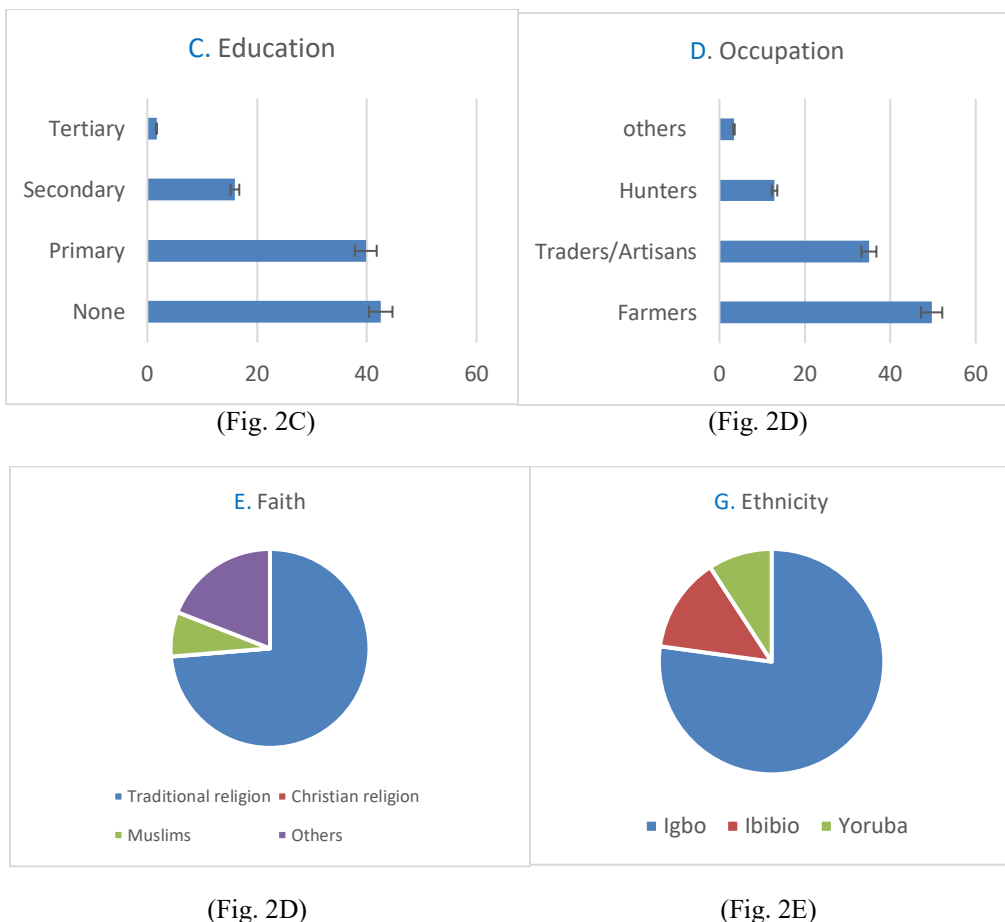 C. Education
Tertiary
Secondary
Primary
None
0 20 40 60
(Fig. 2C)
D. Occupation
others
Hunters
Traders/Artisans
Farmers
0 20 40 60
(Fig. 2D)
E. Faith
Traditional religion Christian religion
Muslims Others
(Fig. 2D)
G. Ethnicity
Igbo Ibibio Yoruba
(Fig. 2E)